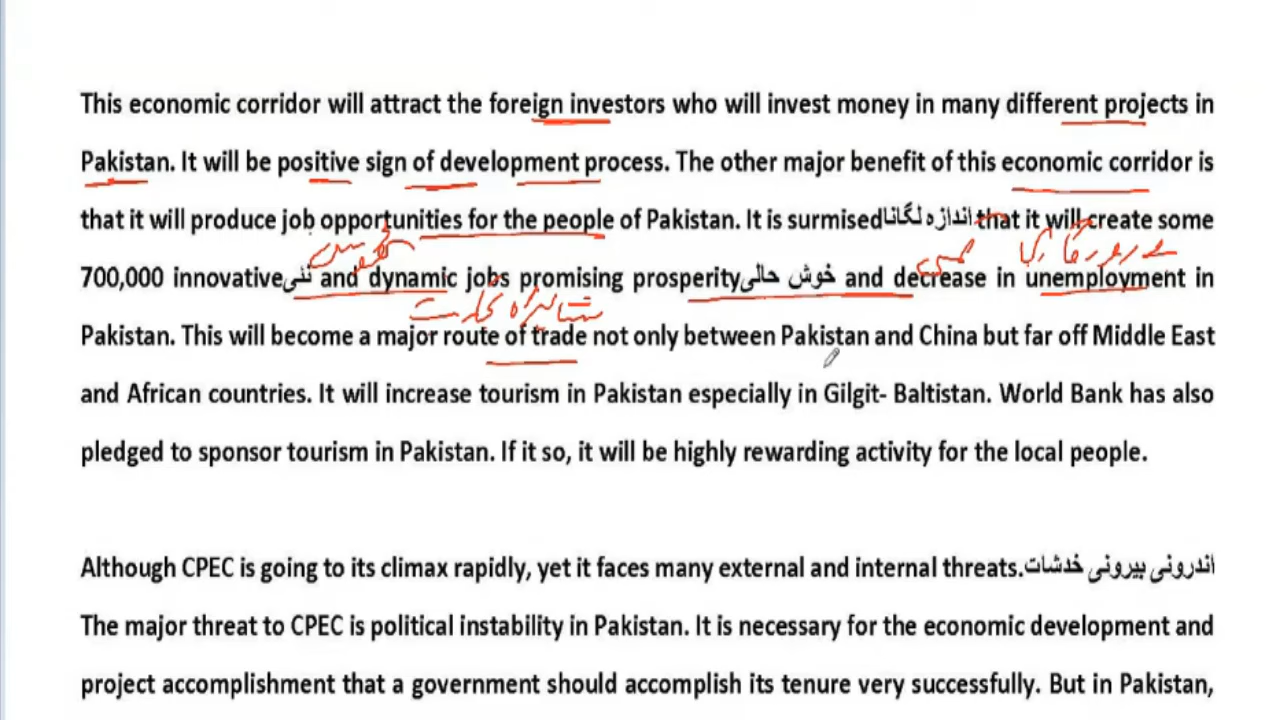 This economic corridor will attract the foreign investors who will invest money in many different projects in
Pakistan. It will be positive sign of development process. The other major benefit of this economic corridor is
that it will produce job opportunities for the people of Pakistan. It is surmised اندازہ لگانا that it will create some
700,000 innovative نئی and dynamic jobs promising prosperity خوش حالی and decrease in unemployment in
Pakistan. This will become a major route of trade not only between Pakistan and China but far off Middle East
and African countries. It will increase tourism in Pakistan especially in Gilgit- Baltistan. World Bank has also
pledged to sponsor tourism in Pakistan. If it so, it will be highly rewarding activity for the local people.
Although CPEC is going to its climax rapidly, yet it faces many external and internal threats. اندرونی بیرونی خدشات
The major threat to CPEC is political instability in Pakistan. It is necessary for the economic development and
project accomplishment that a government should accomplish its tenure very successfully. But in Pakistan,